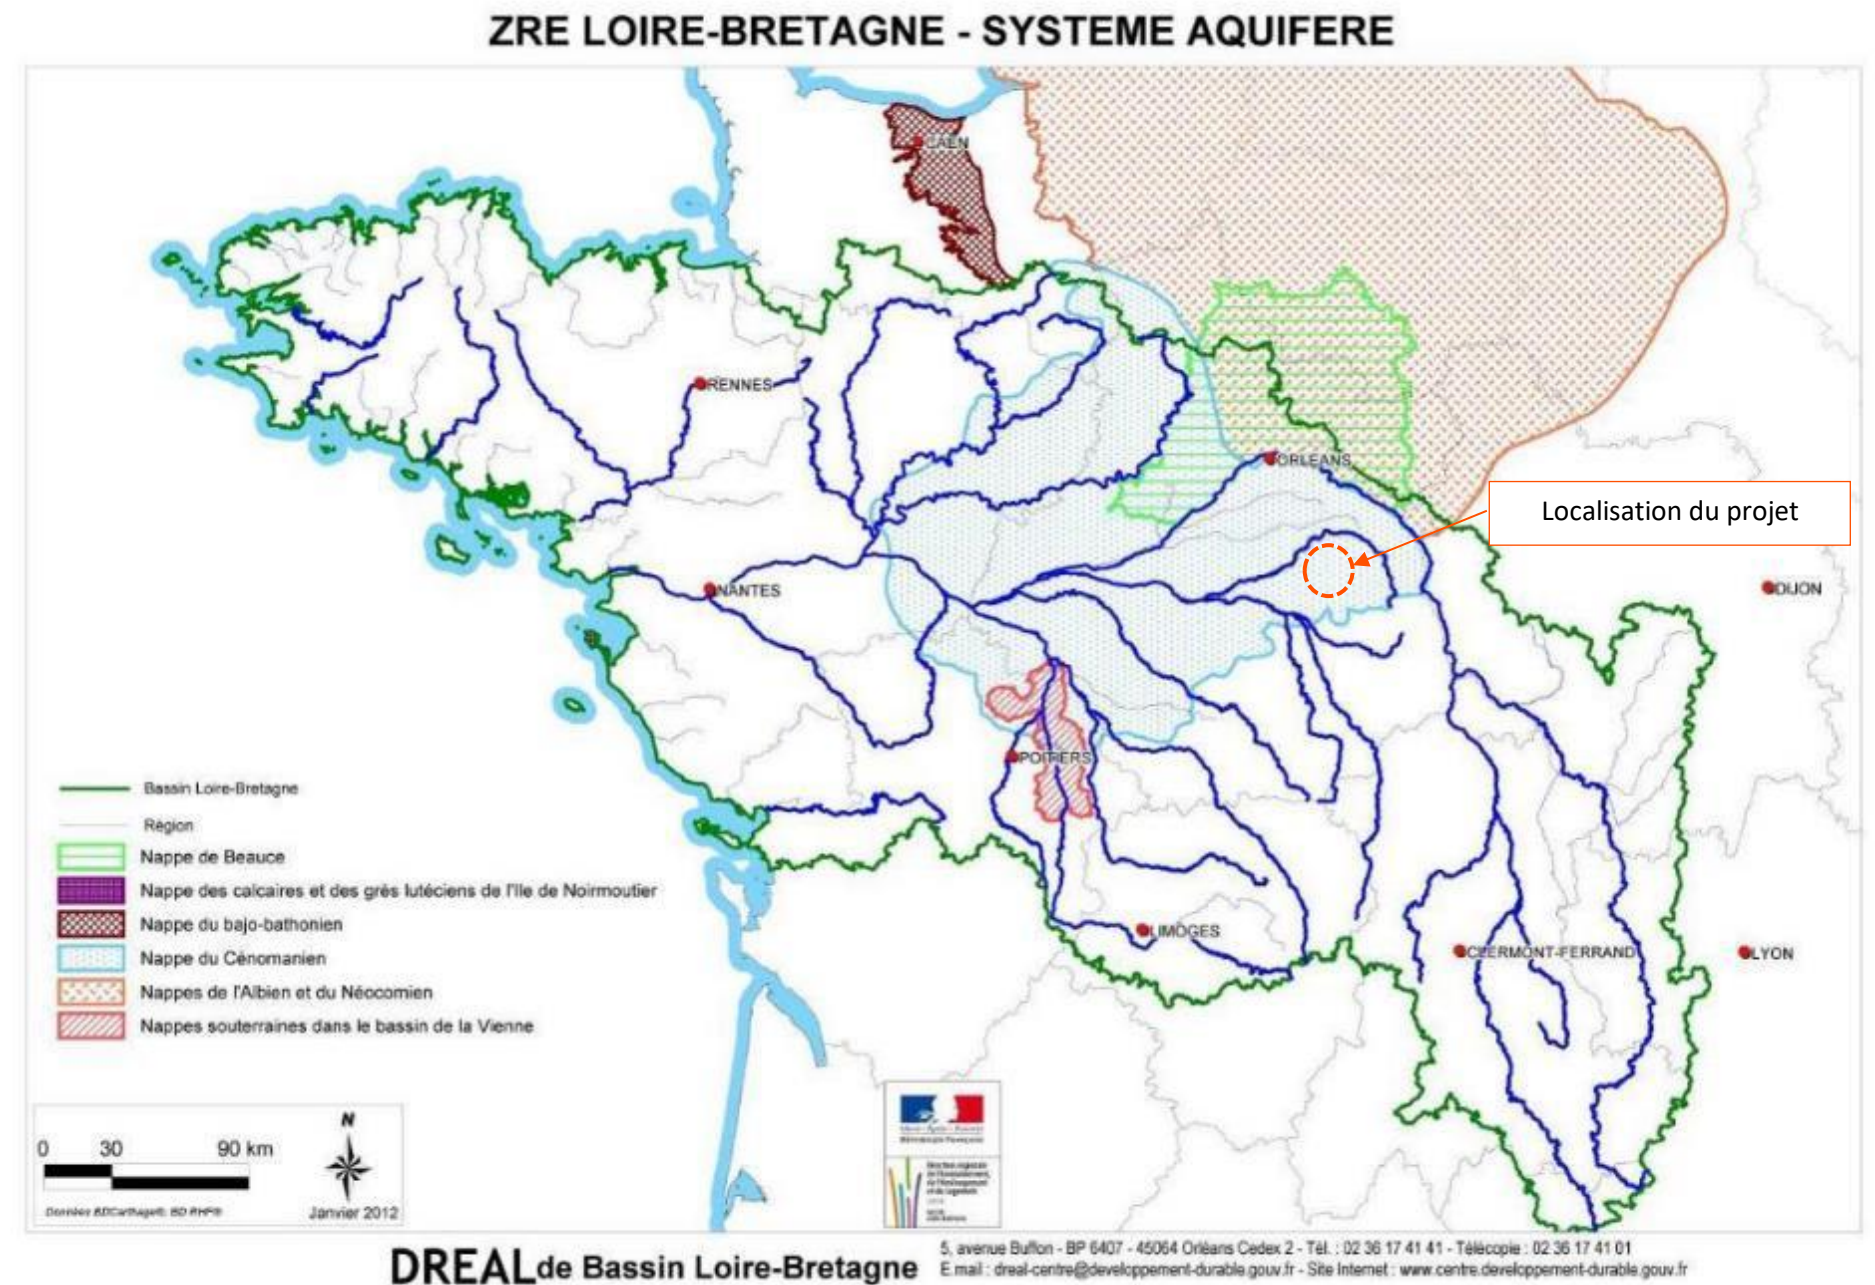 ZRE LOIRE-BRETAGNE - SYSTEME AQUIFERE
CAEN
RENNES
ORLEANS
Localisation du projet
NANTES
DIJON
POITIERS
LIMOGES
CLERMONT-FERRAND
LYON
Bassin Loire-Bretagne
Région
Nappe de Beauce
Nappe des calcaires et des grès lutéciens de l'Ile de Noirmoutier
Nappe du bajo-bathonien
Nappe du Cénomanien
Nappes de l'Albien et du Néocomien
Nappes souterraines dans le bassin de la Vienne
0 30 90 km
N
Données BDCarthage©, BD RHF©
Janvier 2012
DREAL de Bassin Loire-Bretagne
5, avenue Buffon - BP 6407 - 45064 Orléans Cedex 2 - Tél. : 02 36 17 41 41 - Télécopie : 02 36 17 41 01
E.mail : dreal-centre@developpement-durable.gouv.fr - Site Internet : www.centre.developpement-durable.gouv.fr